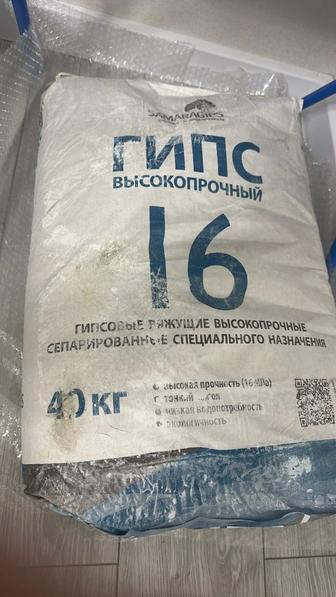 SAMARAGIPS
ГИПС
ВЫСОКОПРОЧНЫЙ
16
ГИПСОВЫЕ ВЯЖУЩИЕ ВЫСОКОПРОЧНЫЕ
СЕПАРИРОВАННЫЕ СПЕЦИАЛЬНОГО НАЗНАЧЕНИЯ
40 кг
высокая прочность (16 МПа)
тонкий помол
низкая водопотребность
экологичность